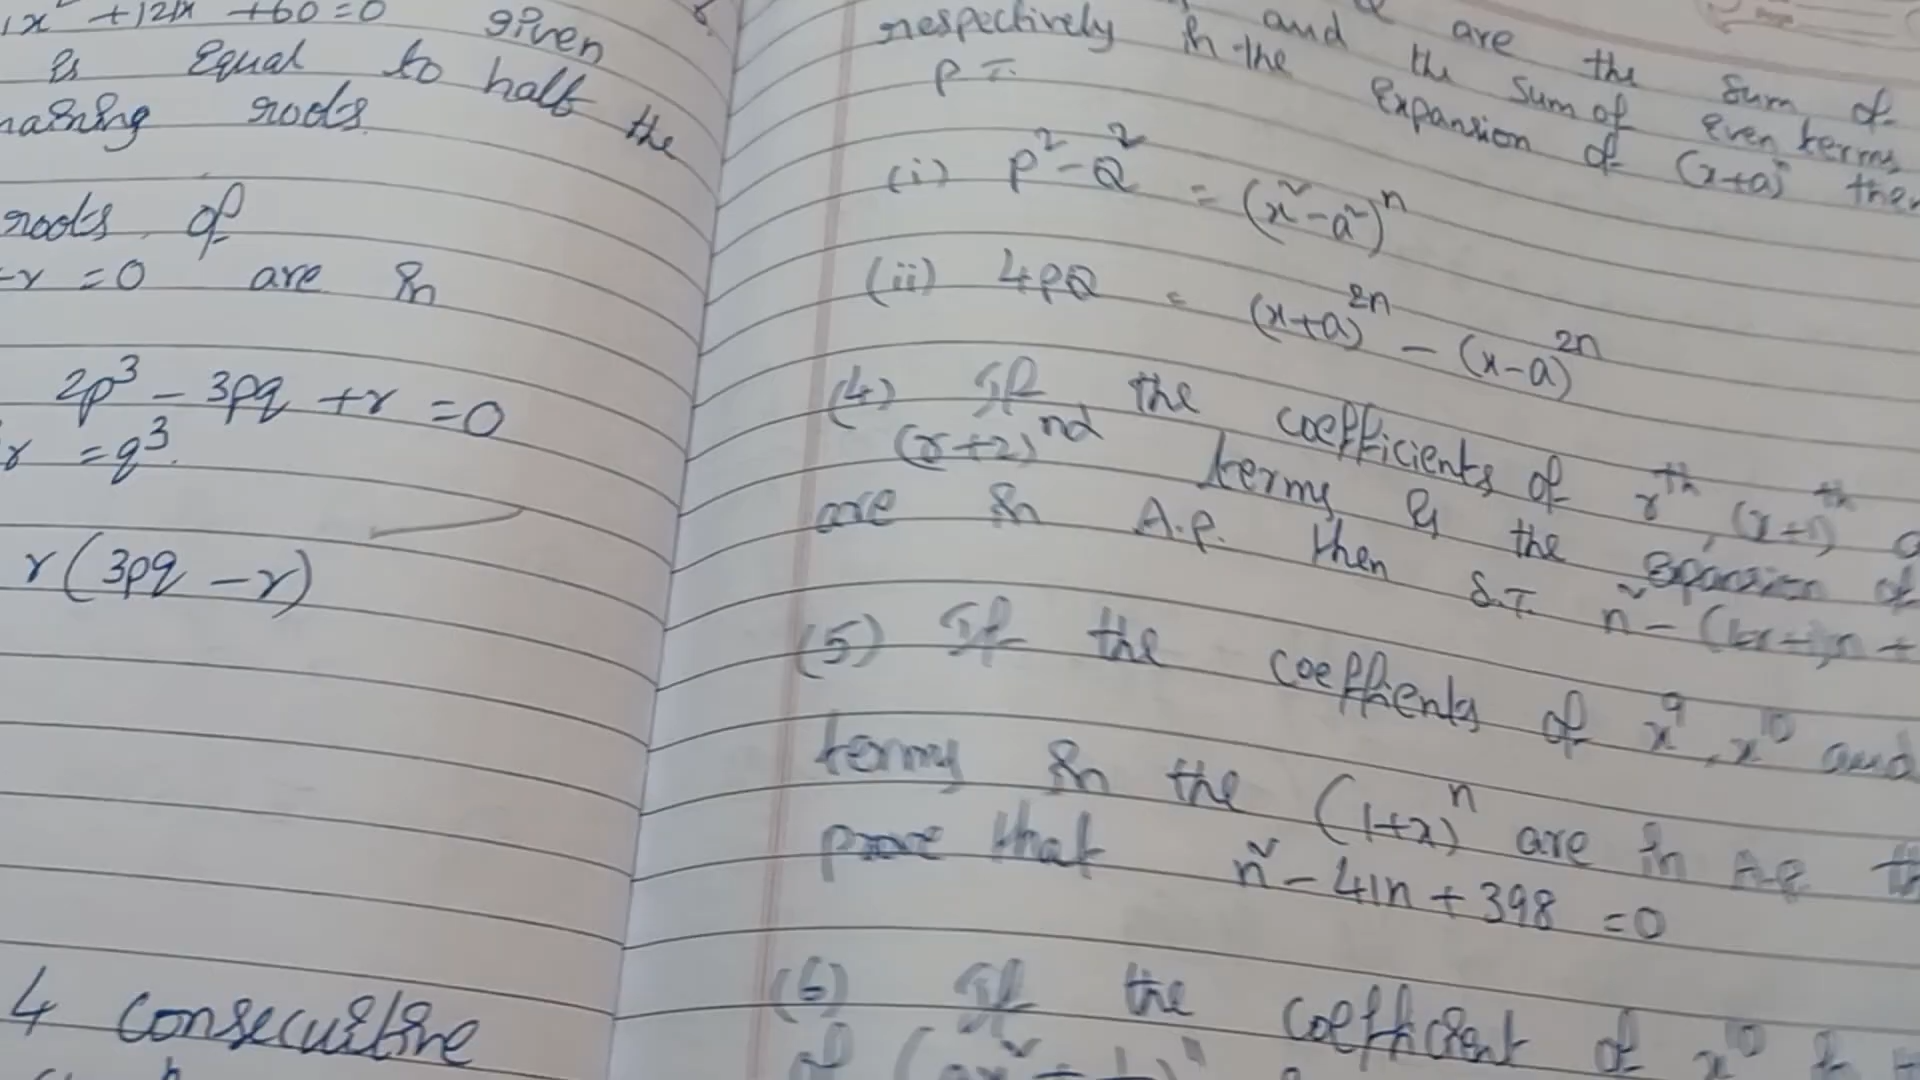 x² + 121x + 60 = 0 given
is equal to half the
roots
roots of
-r = 0 are in
2p³ - 3pq + r = 0
r = q³.
r(3pq - r)
4 consecutive
are the sum of
respectively in the expansion of (x+a)ⁿ then
and the sum of even terms
P.T.
(i) P² - Q² = (x² - a²)ⁿ
(ii) 4PQ = (x+a)²ⁿ - (x-a)²ⁿ
(4) If the coefficients of rᵗʰ, (r+1)ᵗʰ
(r+2)ⁿᵈ terms in the expansion of
are in A.P. then S.T. n² -
(5) If the coeffients of x⁹, x¹⁰ and
terms in the (1+x)ⁿ are in A.P.
prove that n² - 41n + 398 = 0
(6) If the coefficient of x¹⁰ in